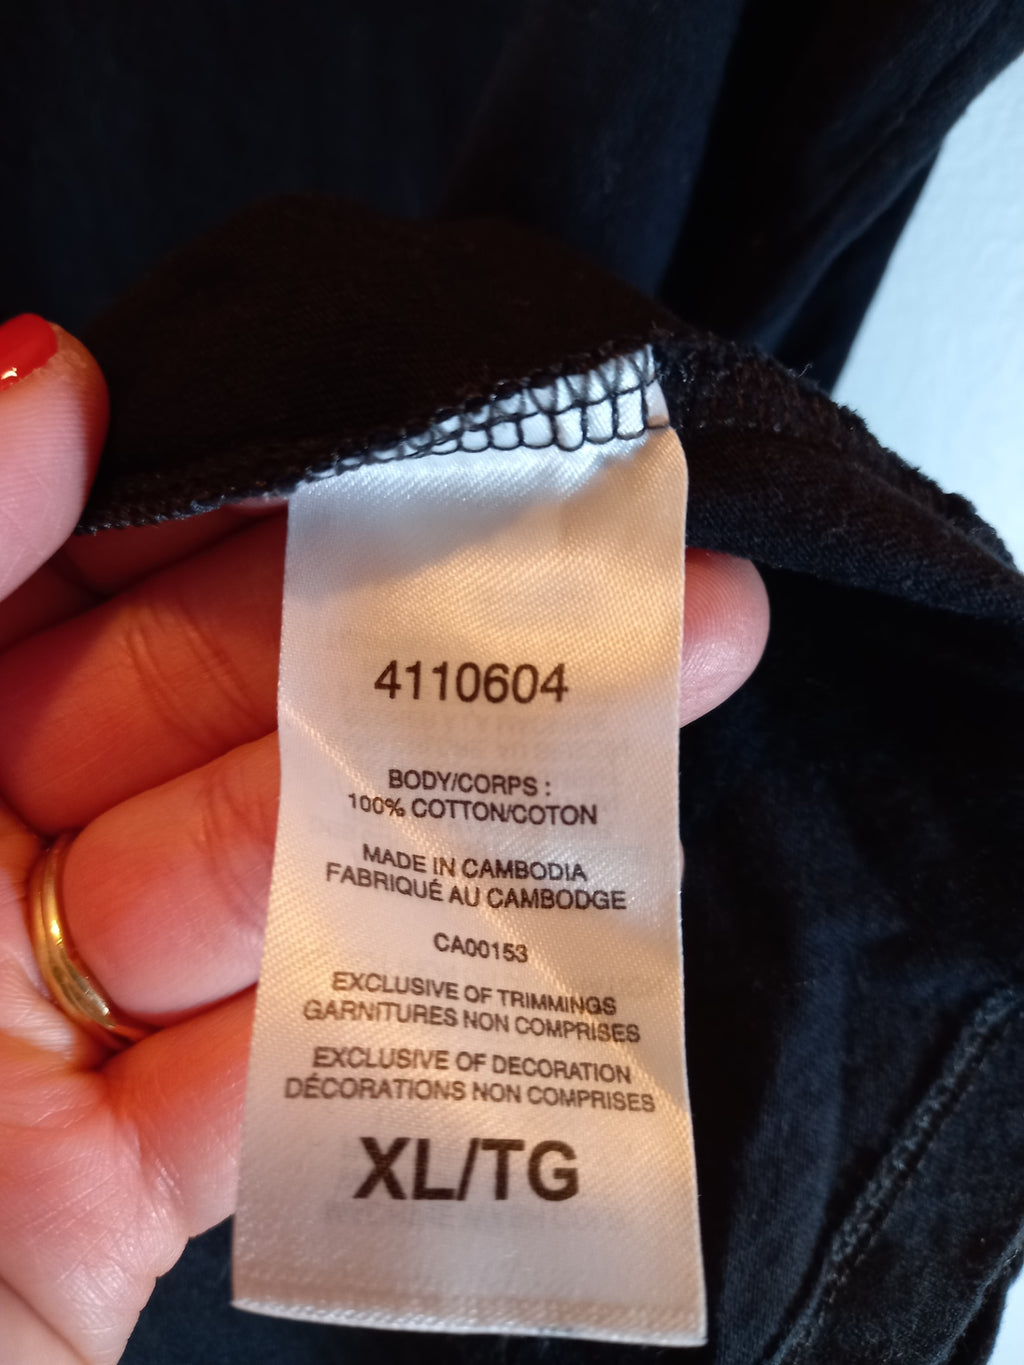 4110604
BODY/CORPS :
100% COTTON/COTON
MADE IN CAMBODIA
FABRIQUÉ AU CAMBODGE
CA00153
EXCLUSIVE OF TRIMMINGS
GARNITURES NON COMPRISES
EXCLUSIVE OF DECORATION
DÉCORATIONS NON COMPRISES
XL/TG